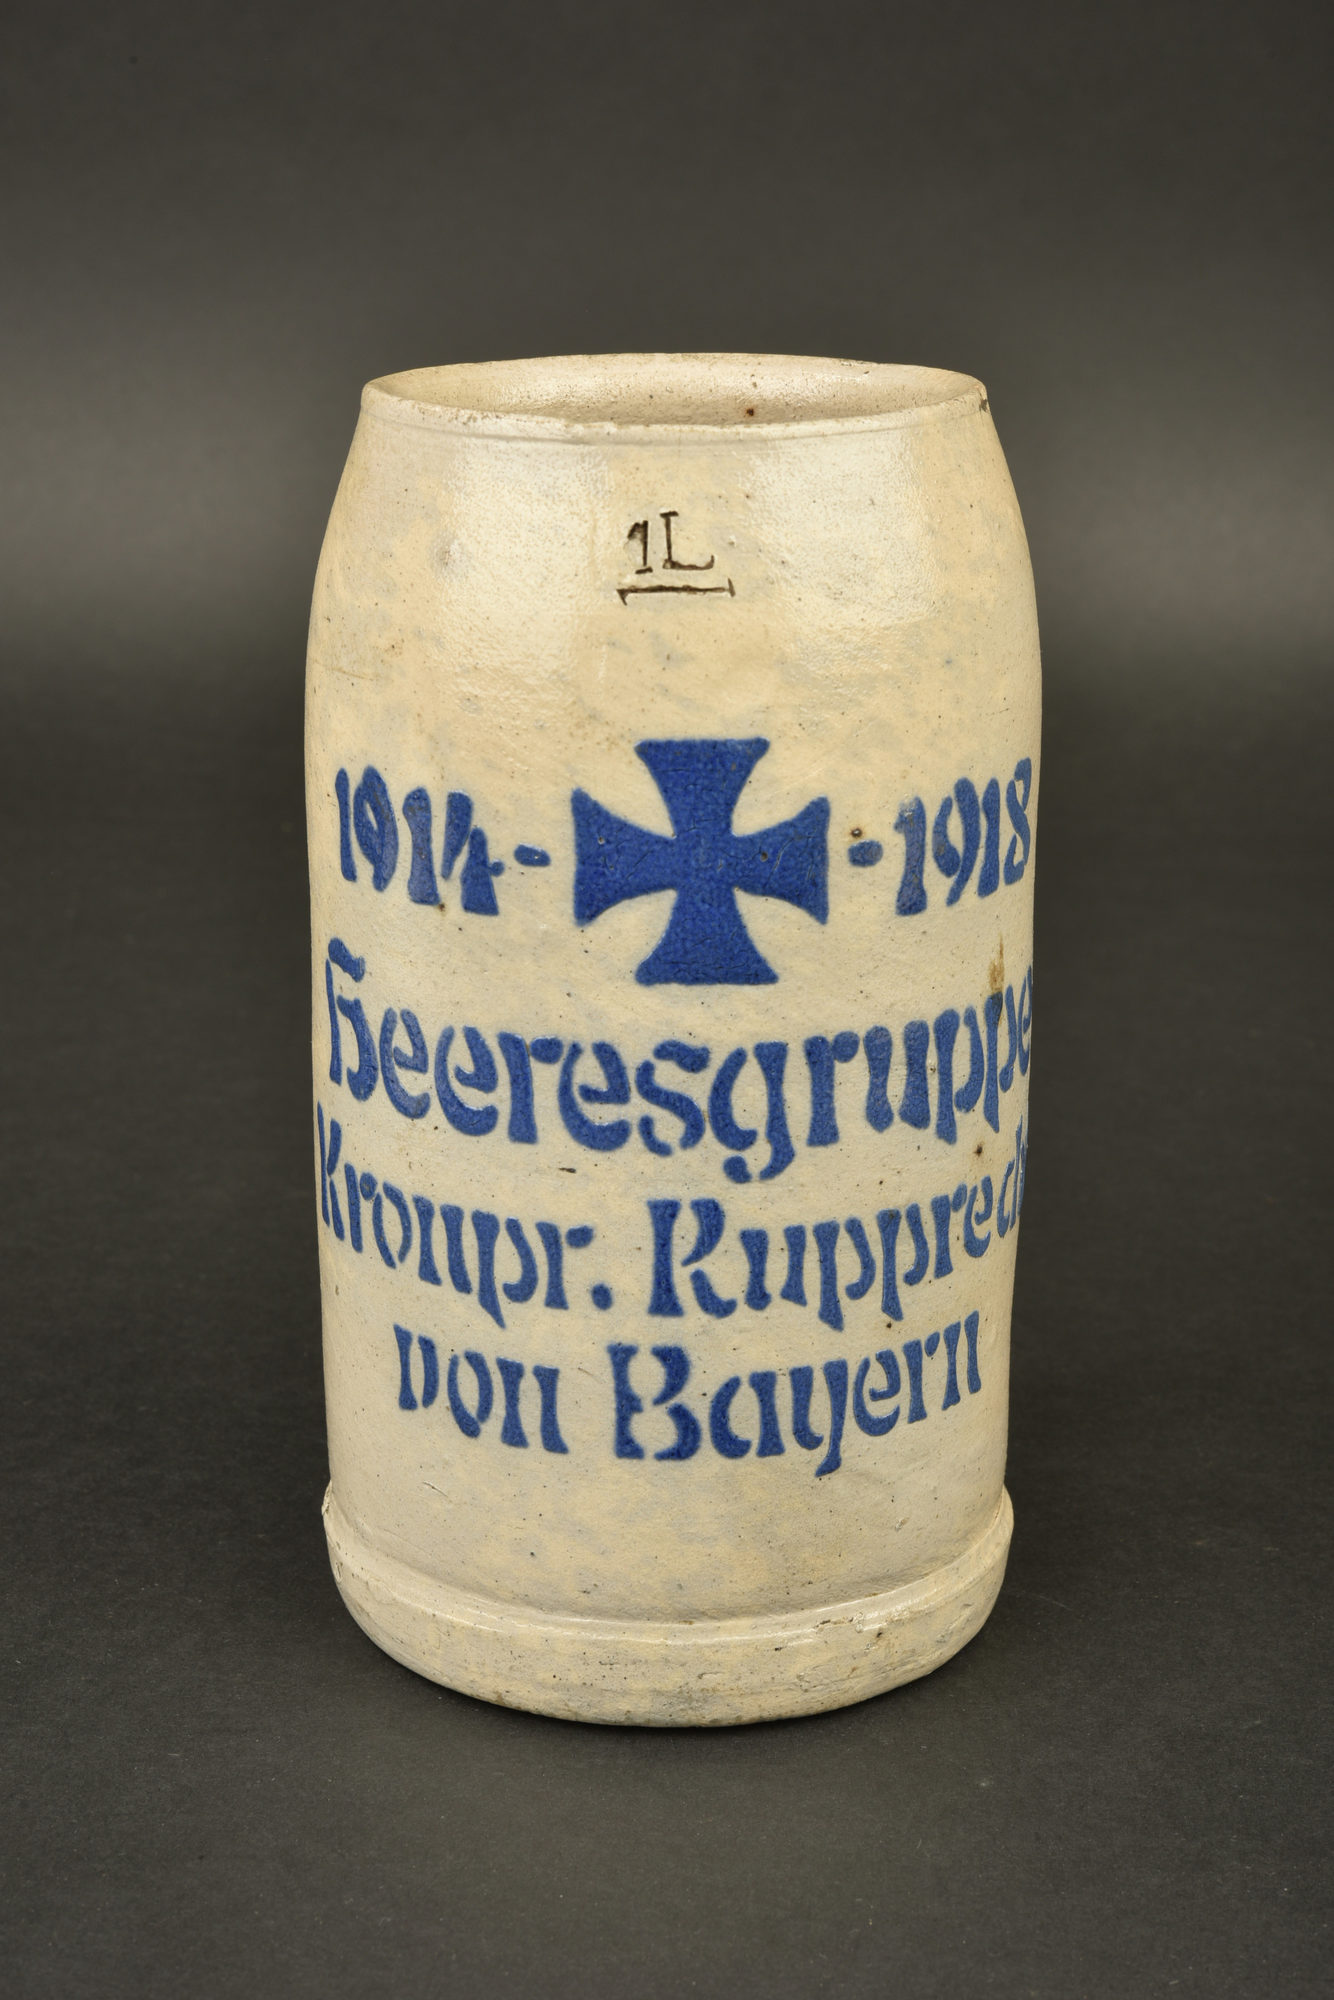 1L
1914 - - 1918
Heeresgruppe
Kronpr. Rupprecht
von Bayern